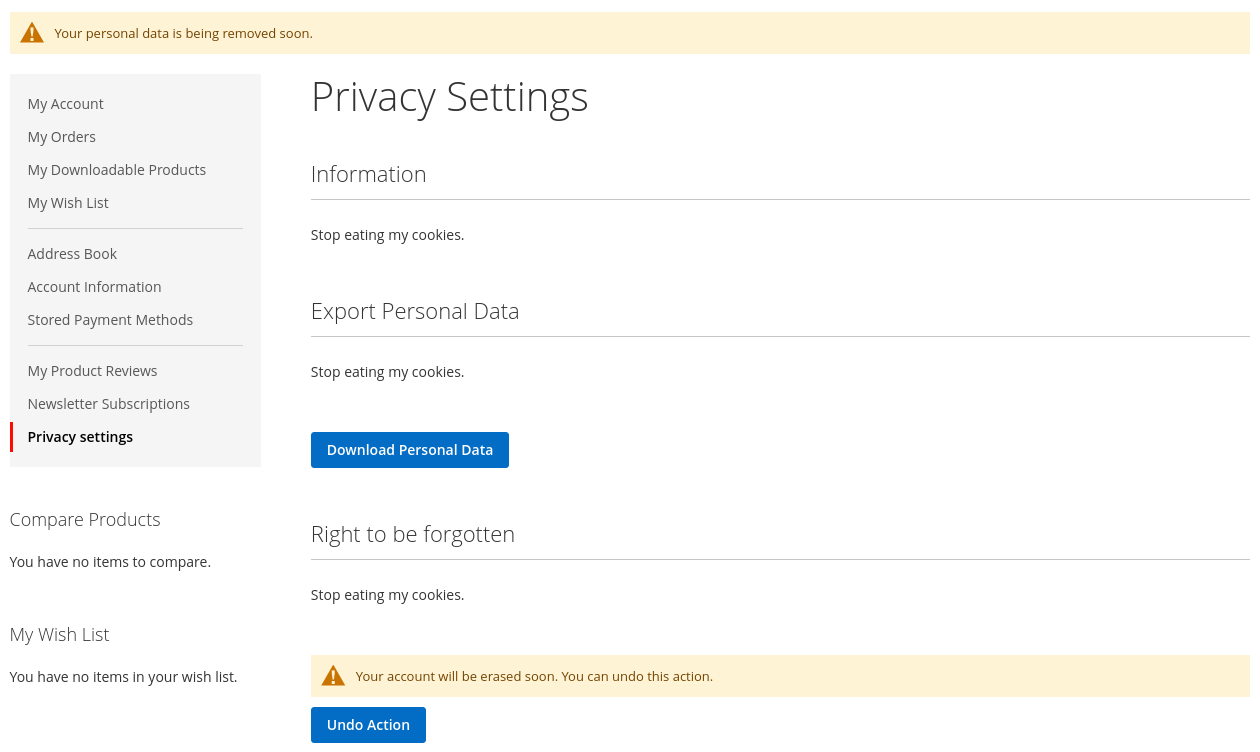 Your personal data is being removed soon.
My Account
My Orders
My Downloadable Products
My Wish List
Address Book
Account Information
Stored Payment Methods
My Product Reviews
Newsletter Subscriptions
Privacy settings
Compare Products
You have no items to compare.
My Wish List
You have no items in your wish list.
Privacy Settings
Information
Stop eating my cookies.
Export Personal Data
Stop eating my cookies.
Download Personal Data
Right to be forgotten
Stop eating my cookies.
Your account will be erased soon. You can undo this action.
Undo Action